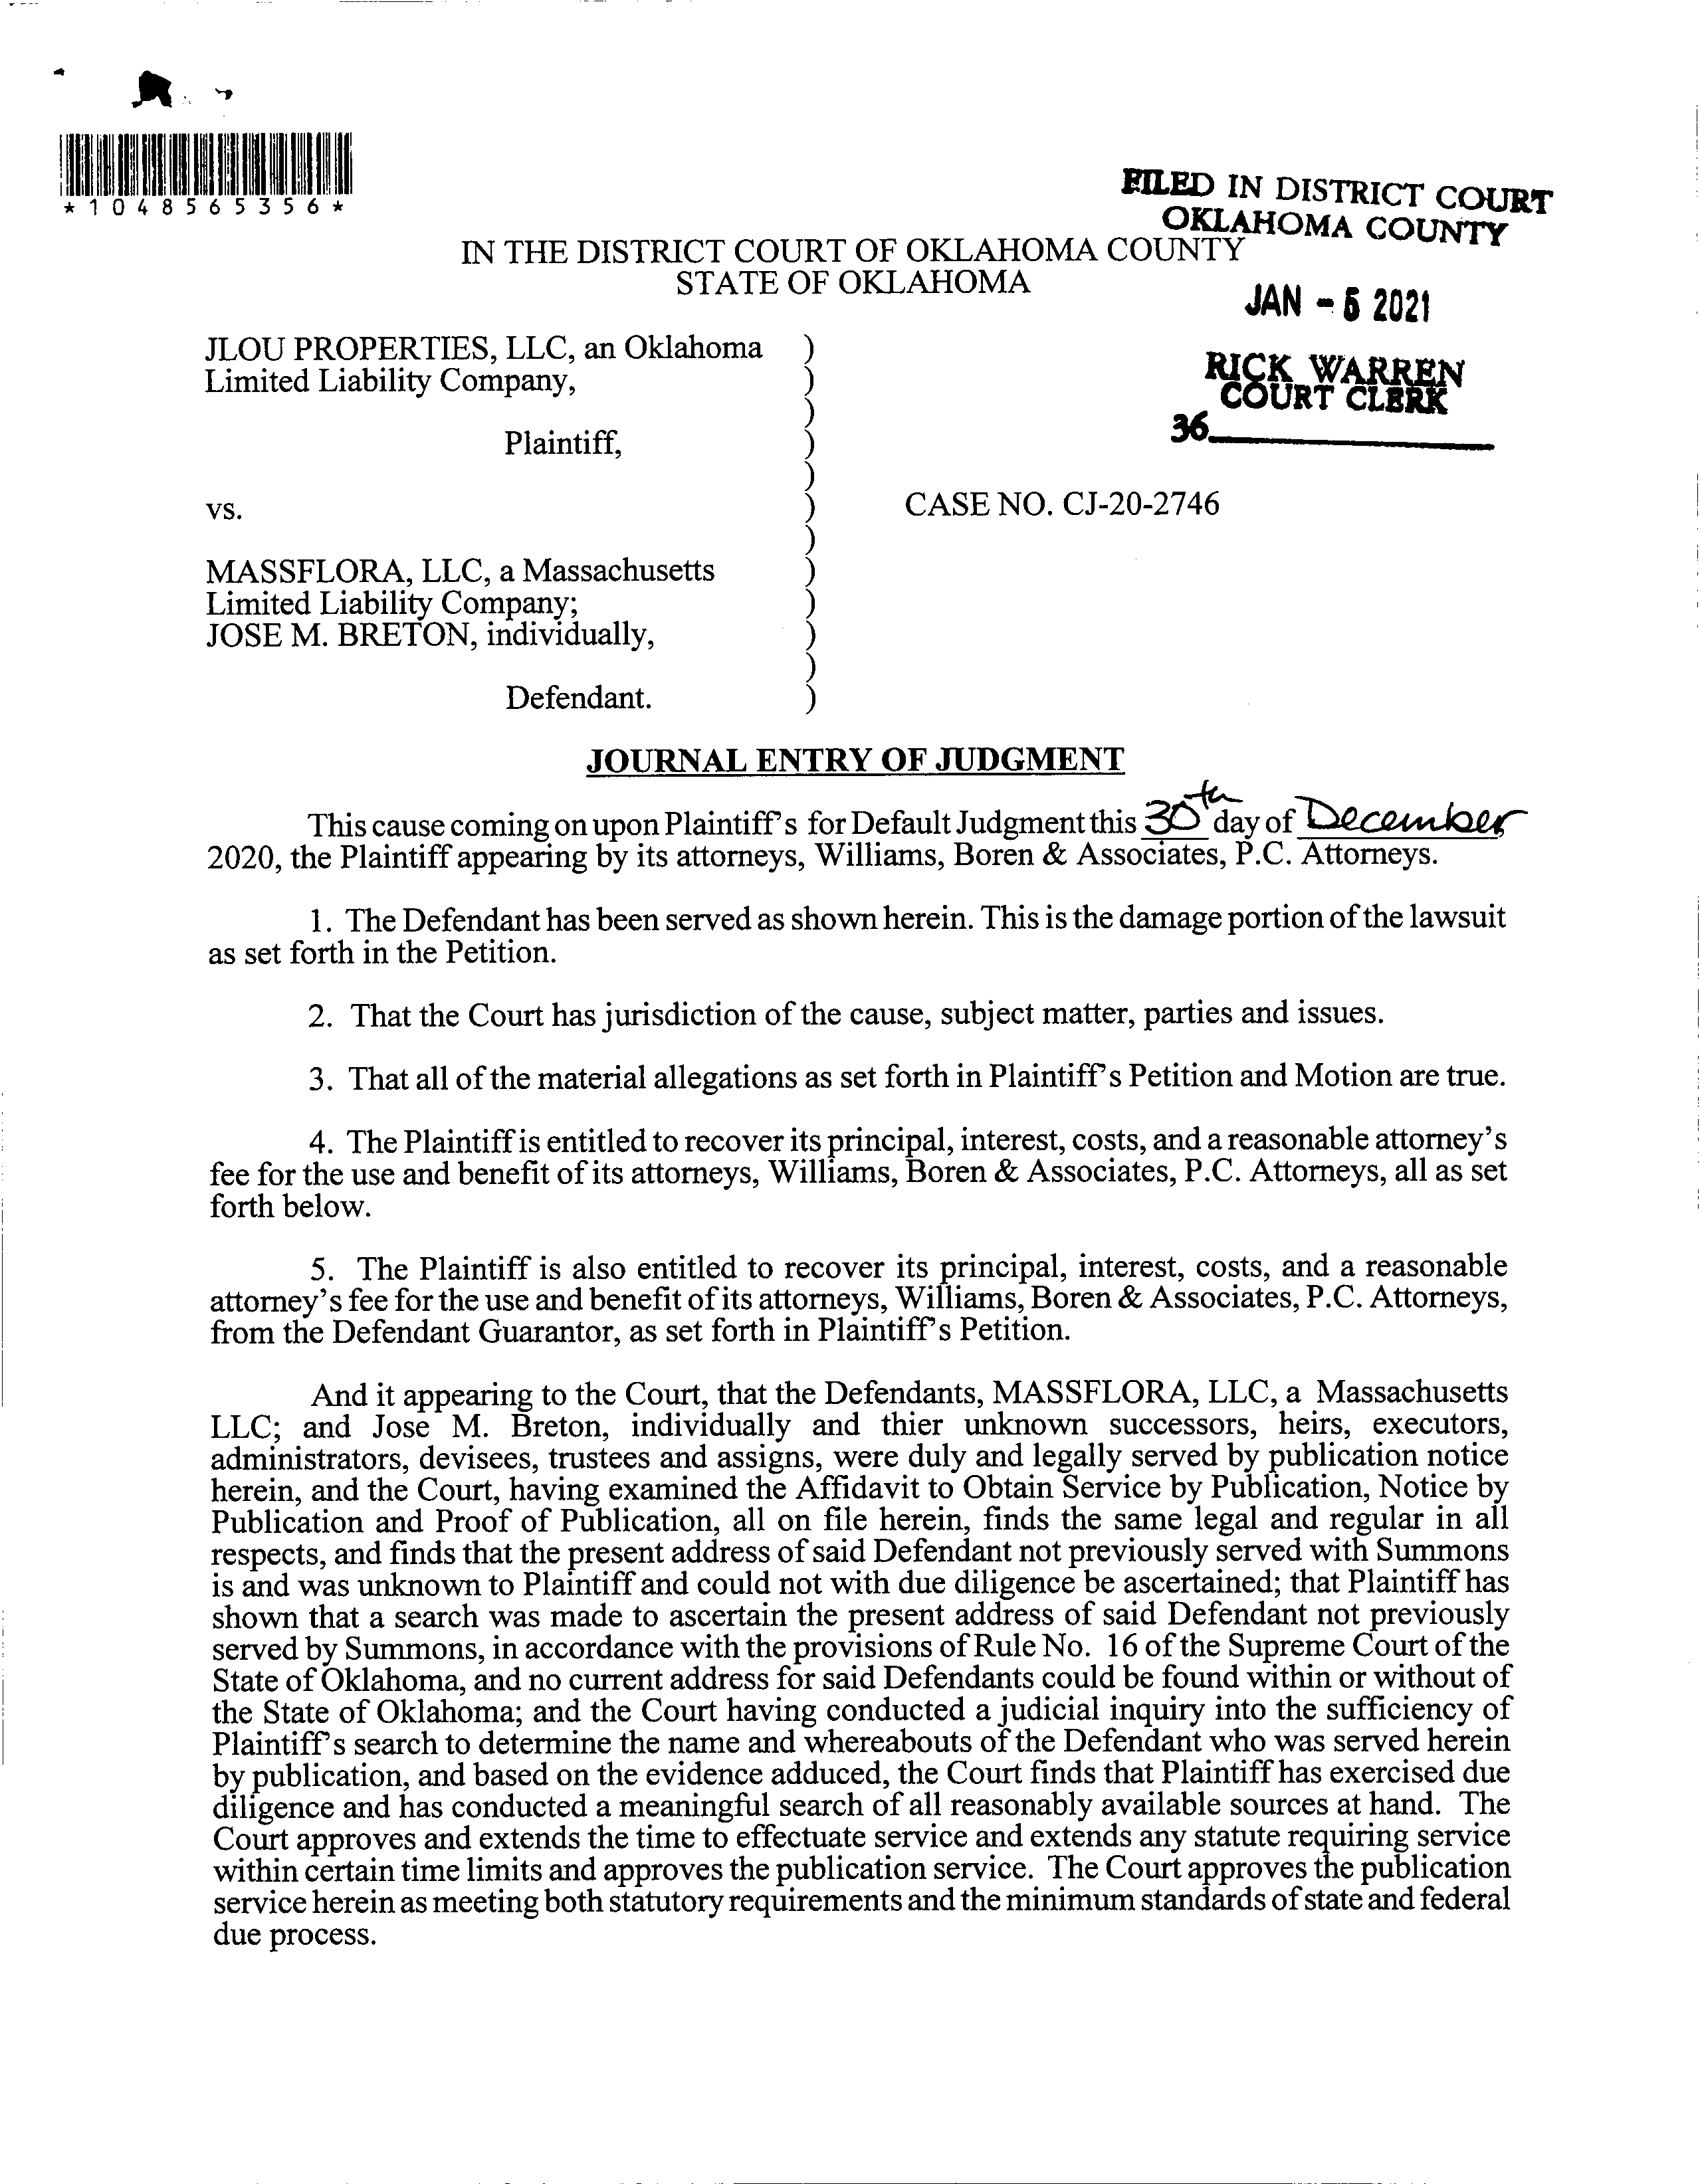 *1048565356*
FILED IN DISTRICT COURT
OKLAHOMA COUNTY
IN THE DISTRICT COURT OF OKLAHOMA COUNTY
STATE OF OKLAHOMA
JAN - 5 2021
RICK WARREN
COURT CLERK
36
JLOU PROPERTIES, LLC, an Oklahoma )
Limited Liability Company, )
)
Plaintiff, )
)
vs. ) CASE NO. CJ-20-2746
)
MASSFLORA, LLC, a Massachusetts )
Limited Liability Company; )
JOSE M. BRETON, individually, )
)
Defendant. )
JOURNAL ENTRY OF JUDGMENT
This cause coming on upon Plaintiff's for Default Judgment this 30th day of December
2020, the Plaintiff appearing by its attorneys, Williams, Boren & Associates, P.C. Attorneys.
1. The Defendant has been served as shown herein. This is the damage portion of the lawsuit
as set forth in the Petition.
2. That the Court has jurisdiction of the cause, subject matter, parties and issues.
3. That all of the material allegations as set forth in Plaintiff's Petition and Motion are true.
4. The Plaintiff is entitled to recover its principal, interest, costs, and a reasonable attorney's
fee for the use and benefit of its attorneys, Williams, Boren & Associates, P.C. Attorneys, all as set
forth below.
5. The Plaintiff is also entitled to recover its principal, interest, costs, and a reasonable
attorney's fee for the use and benefit of its attorneys, Williams, Boren & Associates, P.C. Attorneys,
from the Defendant Guarantor, as set forth in Plaintiff's Petition.
And it appearing to the Court, that the Defendants, MASSFLORA, LLC, a Massachusetts
LLC; and Jose M. Breton, individually and thier unknown successors, heirs, executors,
administrators, devisees, trustees and assigns, were duly and legally served by publication notice
herein, and the Court, having examined the Affidavit to Obtain Service by Publication, Notice by
Publication and Proof of Publication, all on file herein, finds the same legal and regular in all
respects, and finds that the present address of said Defendant not previously served with Summons
is and was unknown to Plaintiff and could not with due diligence be ascertained; that Plaintiff has
shown that a search was made to ascertain the present address of said Defendant not previously
served by Summons, in accordance with the provisions of Rule No. 16 of the Supreme Court of the
State of Oklahoma, and no current address for said Defendants could be found within or without of
the State of Oklahoma; and the Court having conducted a judicial inquiry into the sufficiency of
Plaintiff's search to determine the name and whereabouts of the Defendant who was served herein
by publication, and based on the evidence adduced, the Court finds that Plaintiff has exercised due
diligence and has conducted a meaningful search of all reasonably available sources at hand. The
Court approves and extends the time to effectuate service and extends any statute requiring service
within certain time limits and approves the publication service. The Court approves the publication
service herein as meeting both statutory requirements and the minimum standards of state and federal
due process.